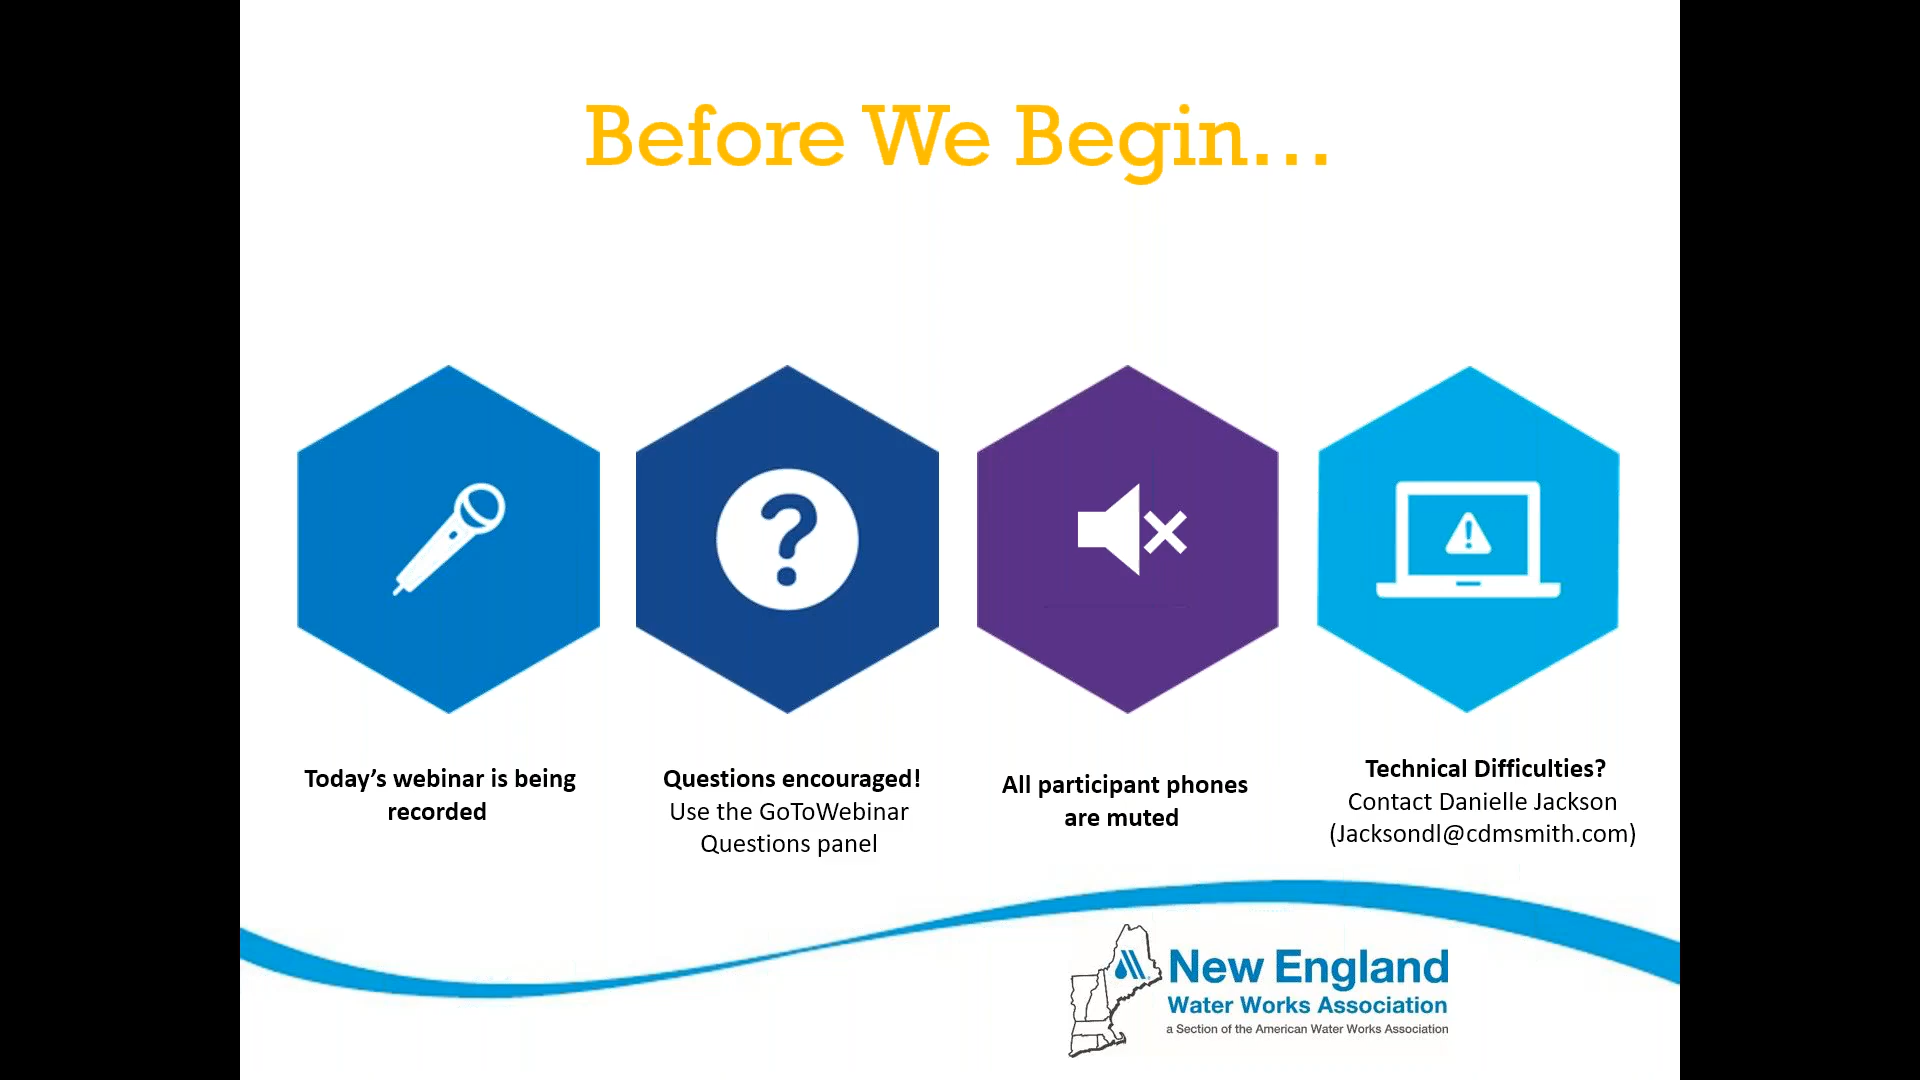 Before We Begin...
Today’s webinar is being
recorded
Questions encouraged!
Use the GoToWebinar
Questions panel
All participant phones
are muted
Technical Difficulties?
Contact Danielle Jackson
(Jacksondl@cdmsmith.com)
New England
Water Works Association
a Section of the American Water Works Association